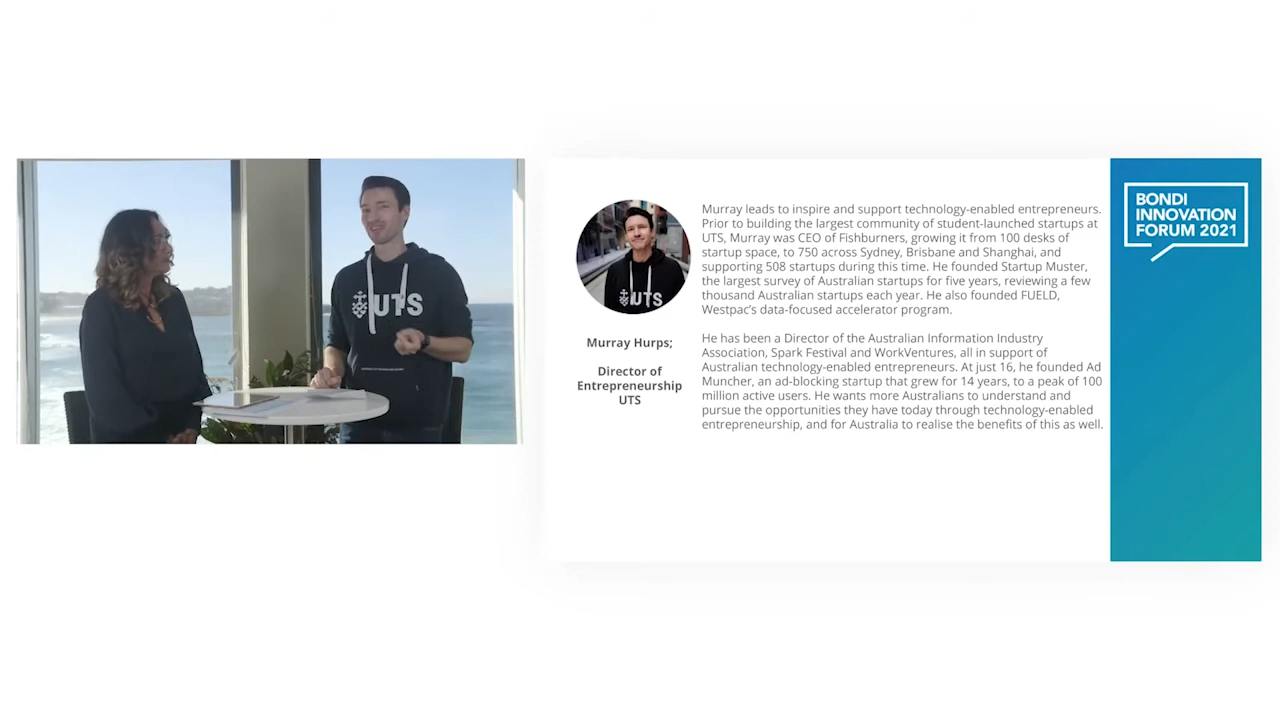 UTS
UTS
Murray Hurps;
Director of
Entrepreneurship
UTS
Murray leads to inspire and support technology-enabled entrepreneurs.
Prior to building the largest community of student-launched startups at
UTS, Murray was CEO of Fishburners, growing it from 100 desks of
startup space, to 750 across Sydney, Brisbane and Shanghai, and
supporting 508 startups during this time. He founded Startup Muster,
the largest survey of Australian startups for five years, reviewing a few
thousand Australian startups each year. He also founded FUELD,
Westpac's data-focused accelerator program.
He has been a Director of the Australian Information Industry
Association, Spark Festival and WorkVentures, all in support of
Australian technology-enabled entrepreneurs. At just 16, he founded Ad
Muncher, an ad-blocking startup that grew for 14 years, to a peak of 100
million active users. He wants more Australians to understand and
pursue the opportunities they have today through technology-enabled
entrepreneurship, and for Australia to realise the benefits of this as well.
BONDI
INNOVATION
FORUM 2021